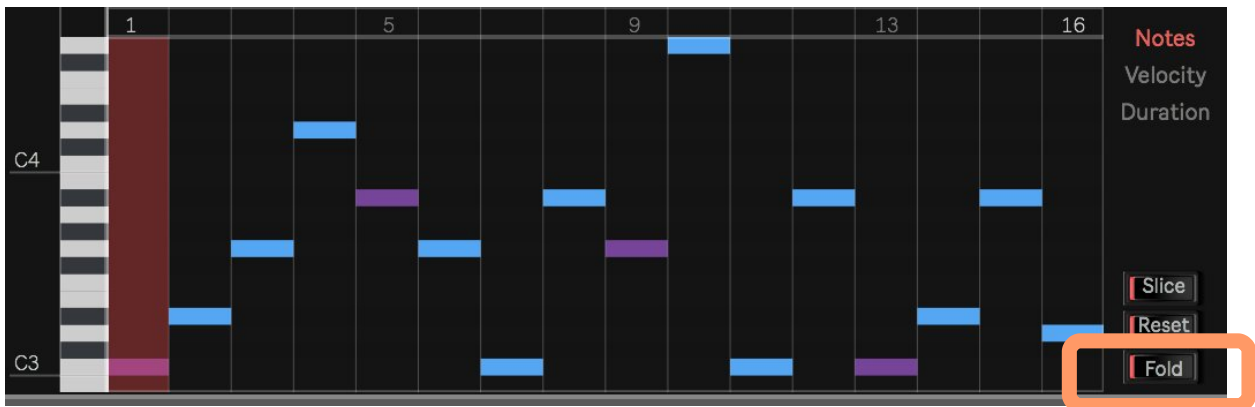 1 5 9 13 16
Notes
Velocity
Duration
C4
Slice
Reset
C3
Fold